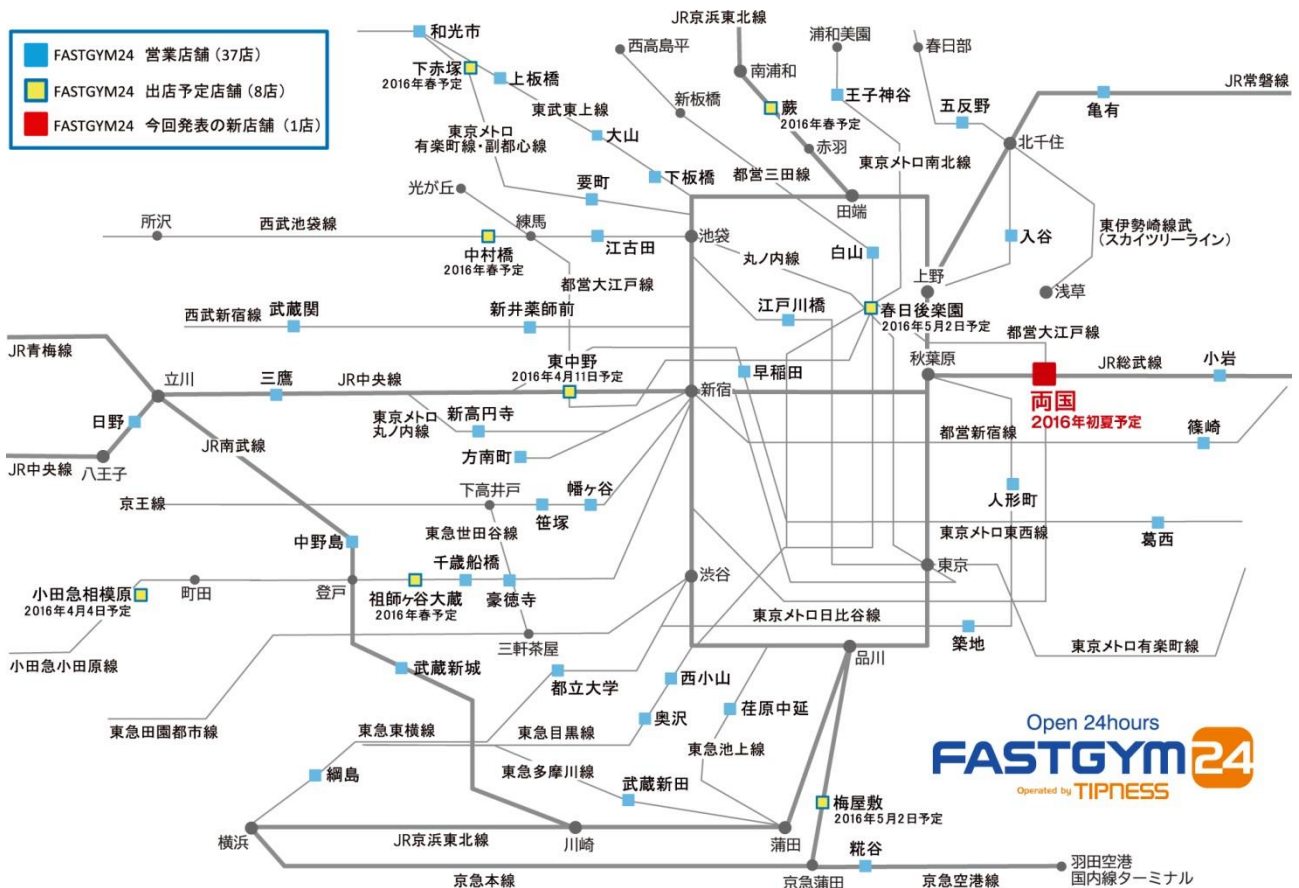 FASTGYM24 営業店舗（37店）
FASTGYM24 出店予定店舗（8店）
FASTGYM24 今回発表の新店舗（1店）
和光市
下赤塚
2016年春予定
上板橋
東武東上線
東京メトロ
有楽町線・副都心線
大山
下板橋
要町
光が丘
所沢
西武池袋線
練馬
中村橋
2016年春予定
江古田
池袋
都営大江戸線
JR京浜東北線
西高島平
南浦和
浦和美園
春日部
新板橋
蕨
2016年春予定
王子神谷
五反野
JR常磐線
亀有
赤羽
東京メトロ南北線
北千住
都営三田線
田端
入谷
東伊勢崎線武
（スカイツリーライン）
丸ノ内線
白山
上野
浅草
江戸川橋
春日後楽園
2016年5月2日予定
都営大江戸線
西武新宿線
武蔵関
新井薬師前
JR青梅線
立川
三鷹
JR中央線
東中野
2016年4月11日予定
新宿
早稲田
秋葉原
JR総武線
小岩
両国
2016年初夏予定
日野
JR南武線
東京メトロ
丸ノ内線
新高円寺
方南町
都営新宿線
篠崎
JR中央線
八王子
京王線
下高井戸
笹塚
幡ヶ谷
人形町
東急世田谷線
東京メトロ東西線
葛西
中野島
千歳船橋
渋谷
東京
小田急相模原
2016年4月4日予定
町田
登戸
祖師ヶ谷大蔵
2016年春予定
豪徳寺
三軒茶屋
東京メトロ日比谷線
築地
東京メトロ有楽町線
小田急小田原線
武蔵新城
都立大学
西小山
品川
東急田園都市線
東急東横線
東急目黒線
奥沢
荏原中延
東急池上線
綱島
東急多摩川線
武蔵新田
梅屋敷
2016年5月2日予定
横浜
JR京浜東北線
川崎
蒲田
京急本線
京急蒲田
糀谷
京急空港線
羽田空港
国内線ターミナル
Open 24hours
FASTGYM24
Operated by TIPNESS